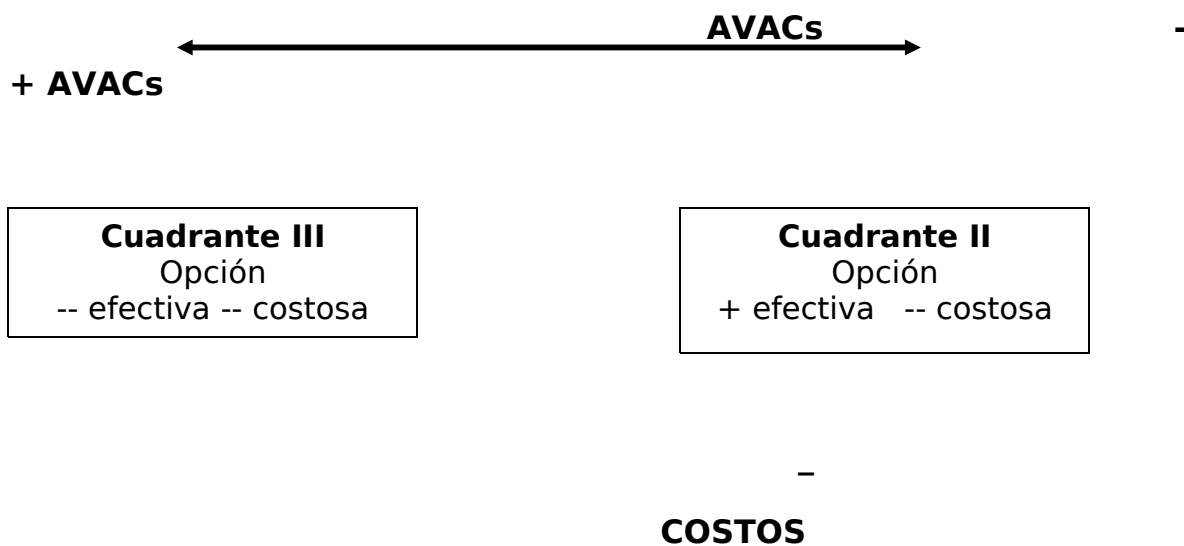 AVACs -
+ AVACs
Cuadrante III
Opción
-- efectiva -- costosa
Cuadrante II
Opción
+ efectiva -- costosa
–
COSTOS